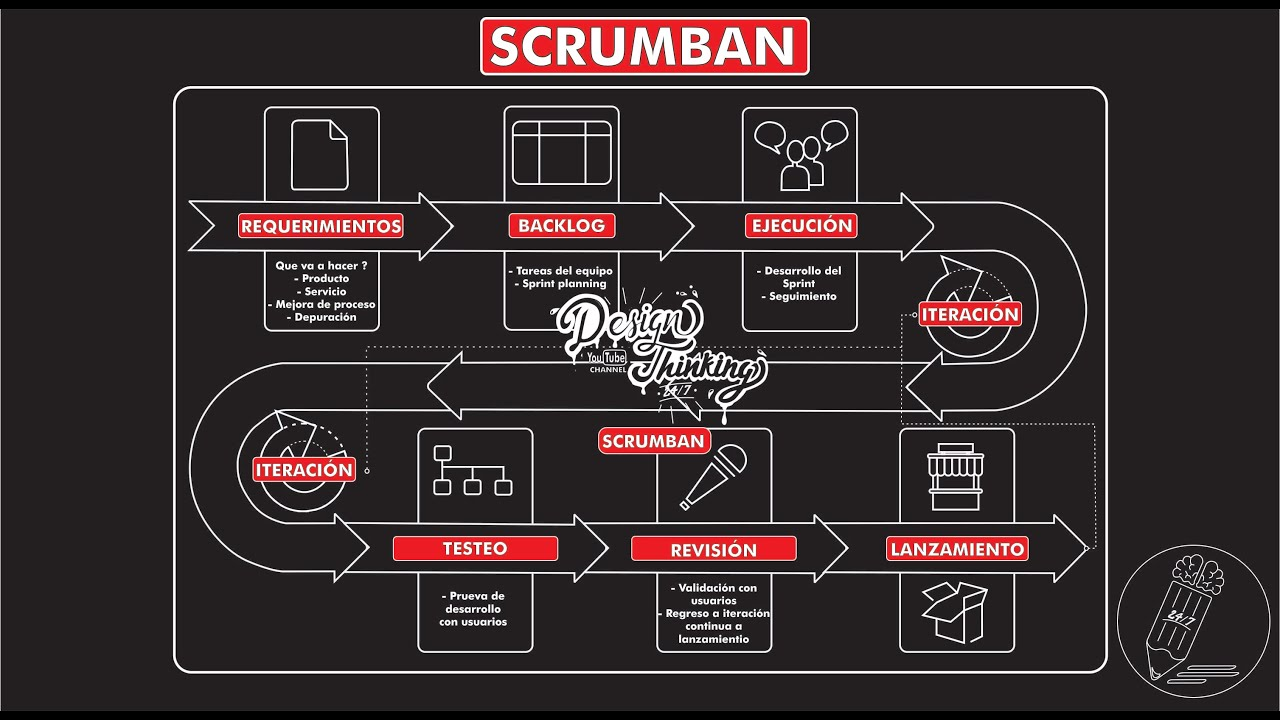 SCRUMBAN
REQUERIMIENTOS
Que va a hacer ?
- Producto
- Servicio
- Mejora de proceso
- Depuración
BACKLOG
- Tareas del equipo
- Sprint planning
EJECUCIÓN
- Desarrollo del
Sprint
- Seguimiento
ITERACIÓN
Design
YouTube
CHANNEL
Thinking
24/7
SCRUMBAN
ITERACIÓN
TESTEO
- Prueva de
desarrollo
con usuarios
REVISIÓN
- Validación con
usuarios
- Regreso a iteración
continua a
lanzamientio
LANZAMIENTO
24/7